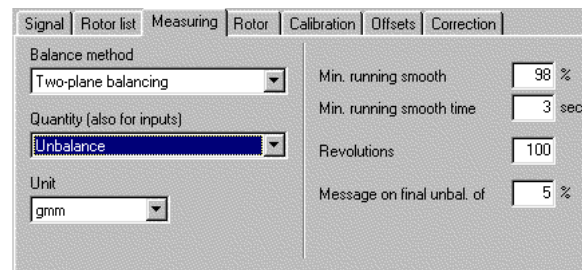 Signal Rotor list Measuring Rotor Calibration Offsets Correction
Balance method
Two-plane balancing
Quantity (also for inputs)
Unbalance
Unit
gmm
Min. running smooth 98 %
Min. running smooth time 3 sec
Revolutions 100
Message on final unbal. of 5 %